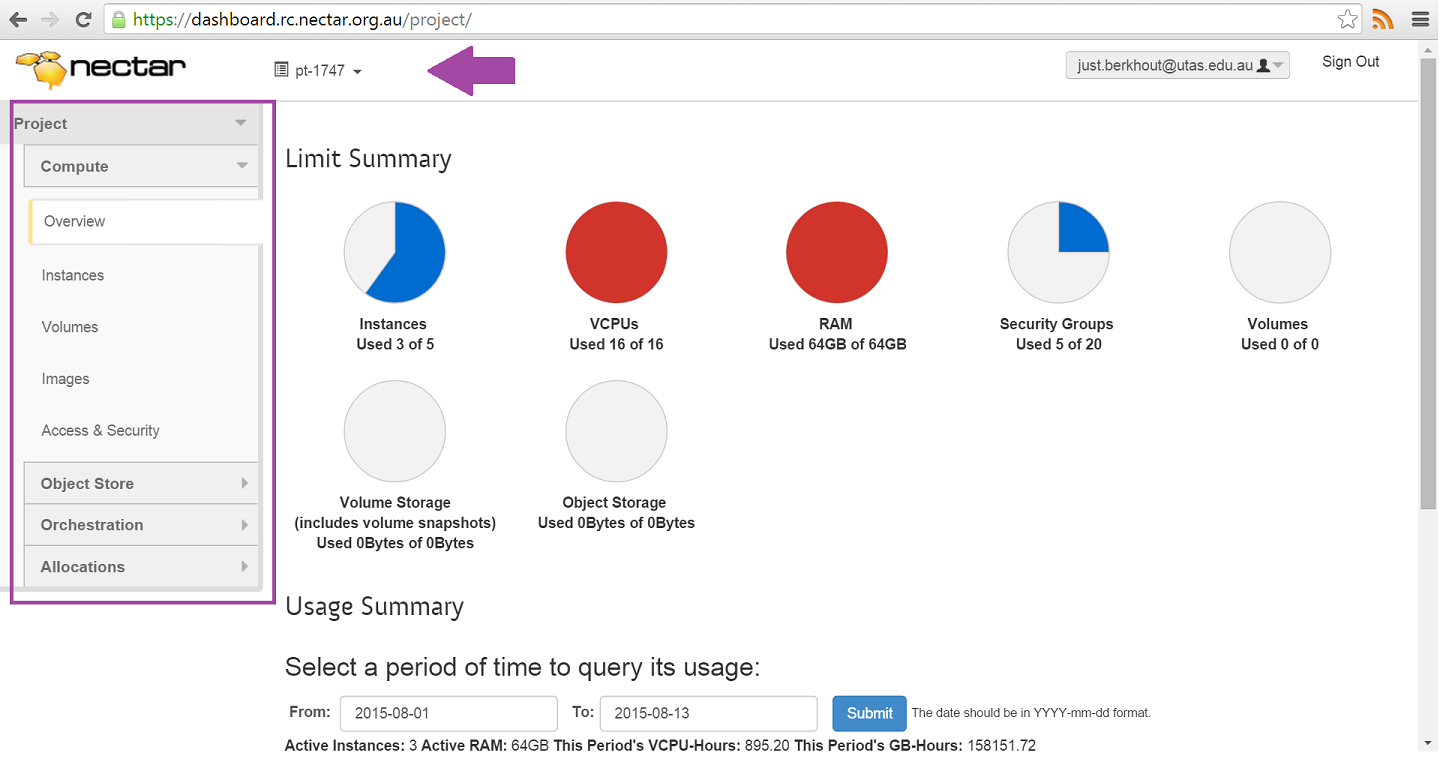 https://dashboard.rc.nectar.org.au/project/
nectar
pt-1747
just.berkhout@utas.edu.au
Sign Out
Project
Compute
Overview
Instances
Volumes
Images
Access & Security
Object Store
Orchestration
Allocations
Limit Summary
Instances
Used 3 of 5
VCPUs
Used 16 of 16
RAM
Used 64GB of 64GB
Security Groups
Used 5 of 20
Volumes
Used 0 of 0
Volume Storage
(includes volume snapshots)
Used 0Bytes of 0Bytes
Object Storage
Used 0Bytes of 0Bytes
Usage Summary
Select a period of time to query its usage:
From: 2015-08-01 To: 2015-08-13 Submit The date should be in YYYY-mm-dd format.
Active Instances: 3 Active RAM: 64GB This Period's VCPU-Hours: 895.20 This Period's GB-Hours: 158151.72